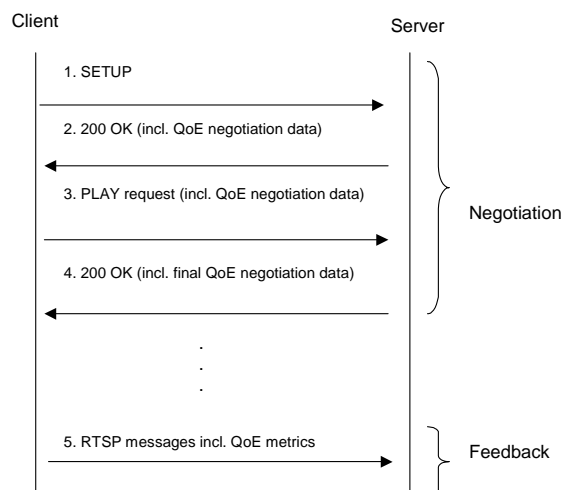 Client
Server
1. SETUP
2. 200 OK (incl. QoE negotiation data)
3. PLAY request (incl. QoE negotiation data)
Negotiation
4. 200 OK (incl. final QoE negotiation data)
.
.
.
5. RTSP messages incl. QoE metrics
Feedback